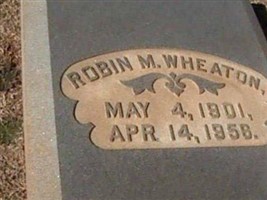 ROBIN M. WHEATON,
MAY 4, 1901,
APR 14, 1956.